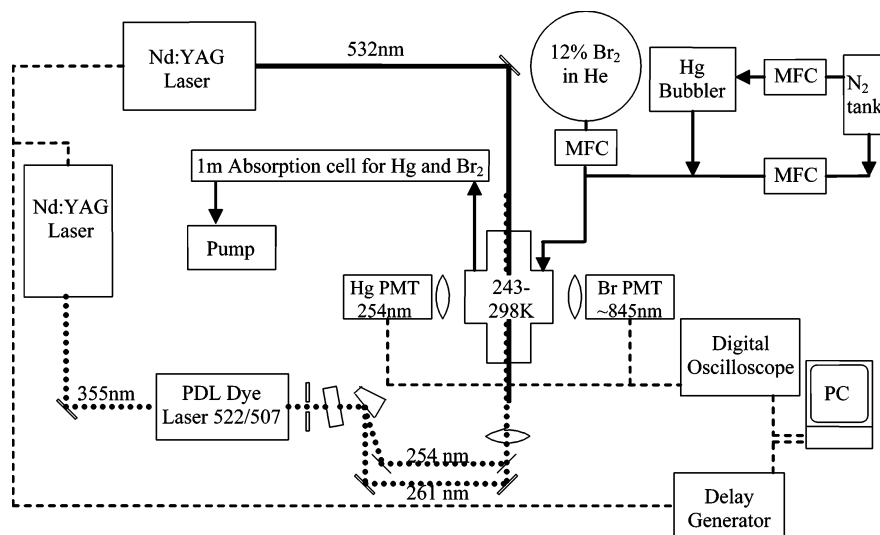 532nm
Nd:YAG
Laser
12% Br2
in He
Hg
Bubbler
MFC
N2
tank
MFC
1m Absorption cell for Hg and Br2
MFC
Nd:YAG
Laser
Pump
Hg PMT
254nm
243-
298K
Br PMT
~845nm
Digital
Oscilloscope
PC
355nm
PDL Dye
Laser 522/507
254 nm
261 nm
Delay
Generator